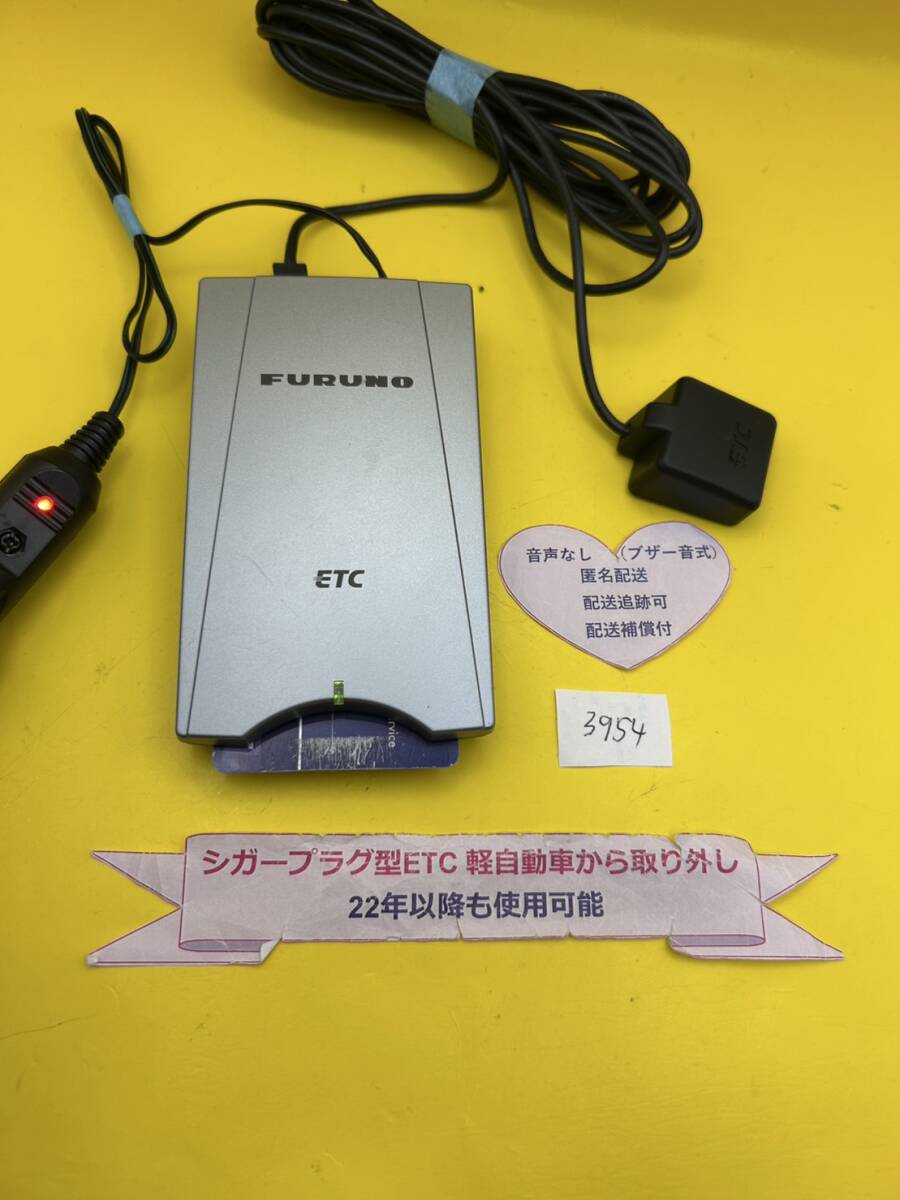 FURUNO
ETC
ETC
rvice
音声なし （ブザー音式）
匿名配送
配送追跡可
配送補償付
3954
シガープラグ型ETC 軽自動車から取り外し
22年以降も使用可能